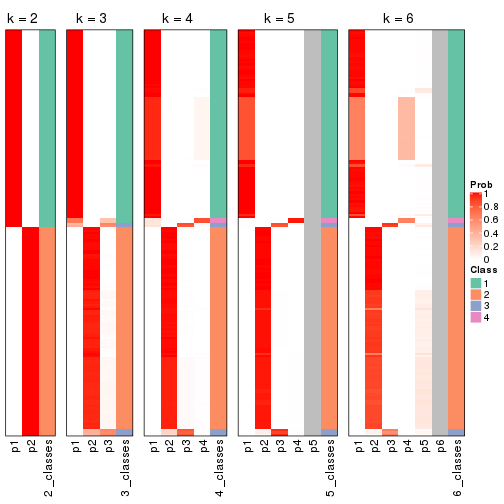 k = 2
k = 3
k = 4
k = 5
k = 6
Prob
1
0.8
0.6
0.4
0.2
0
Class
1
2
3
4
p1
p2
2_classes
p1
p2
p3
3_classes
p1
p2
p3
p4
4_classes
p1
p2
p3
p4
p5
5_classes
p1
p2
p3
p4
p5
p6
6_classes